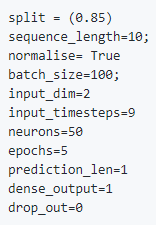 split = (0.85)
sequence_length=10;
normalise= True
batch_size=100;
input_dim=2
input_timesteps=9
neurons=50
epochs=5
prediction_len=1
dense_output=1
drop_out=0